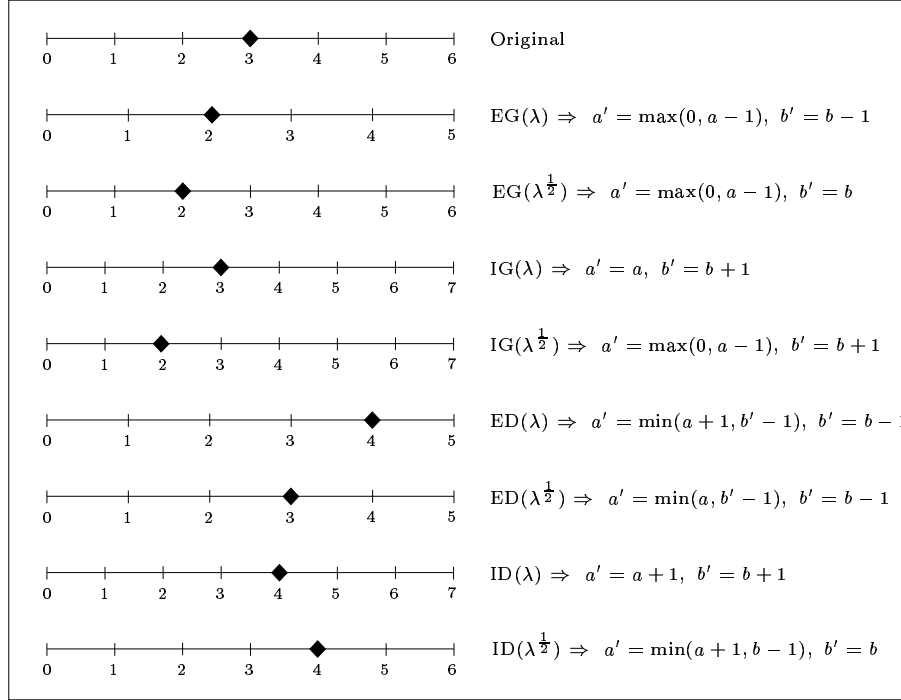 Original
0 1 2 3 4 5 6
EG(λ) ⇒ a′ = max(0, a − 1), b′ = b − 1
0 1 2 3 4 5
EG(λ^{1/2}) ⇒ a′ = max(0, a − 1), b′ = b
0 1 2 3 4 5 6
IG(λ) ⇒ a′ = a, b′ = b + 1
0 1 2 3 4 5 6 7
IG(λ^{1/2}) ⇒ a′ = max(0, a − 1), b′ = b + 1
0 1 2 3 4 5 6 7
ED(λ) ⇒ a′ = min(a + 1, b′ − 1), b′ = b − 1
0 1 2 3 4 5
ED(λ^{1/2}) ⇒ a′ = min(a, b′ − 1), b′ = b − 1
0 1 2 3 4 5
ID(λ) ⇒ a′ = a + 1, b′ = b + 1
0 1 2 3 4 5 6 7
ID(λ^{1/2}) ⇒ a′ = min(a + 1, b − 1), b′ = b
0 1 2 3 4 5 6